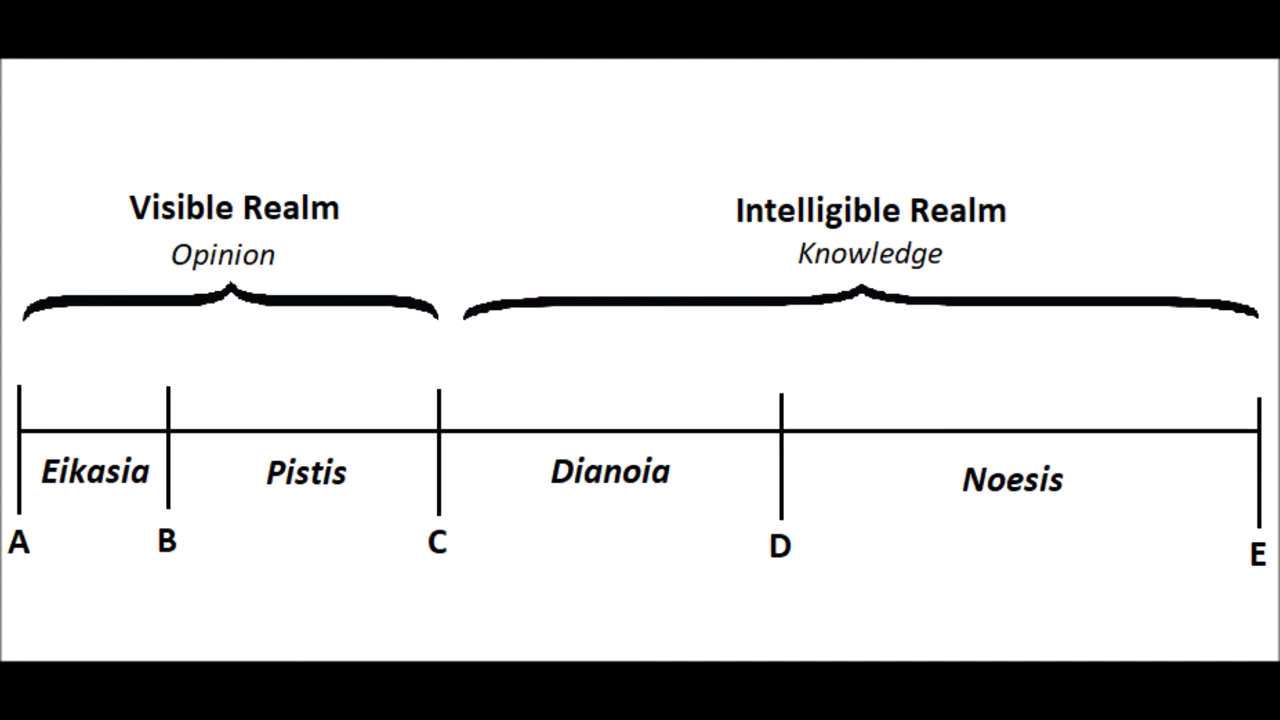 Visible Realm
Opinion
Intelligible Realm
Knowledge
Eikasia
Pistis
Dianoia
Noesis
A
B
C
D
E